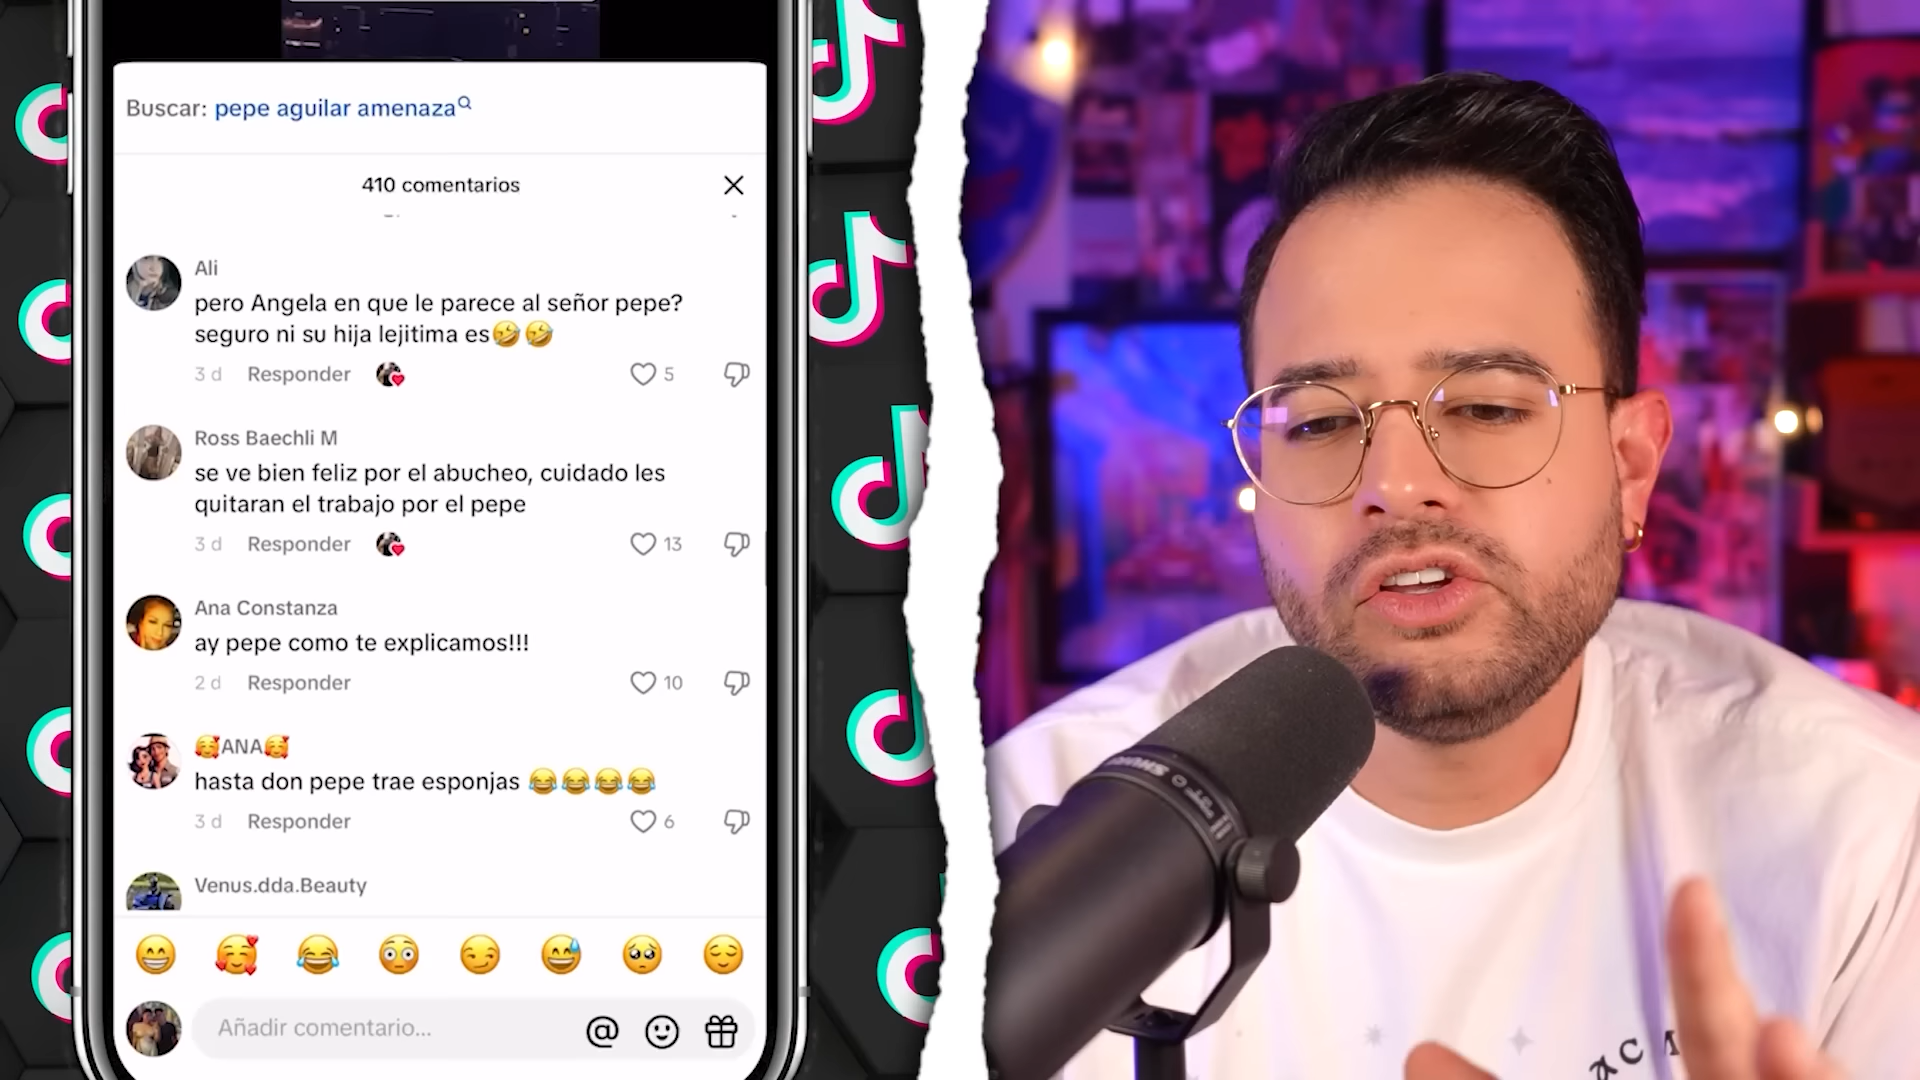 Buscar: pepe aguilar amenaza
410 comentarios
Ali
pero Angela en que le parece al señor pepe?
seguro ni su hija lejitima es🤣🤣
3 d Responder 5
Ross Baechli M
se ve bien feliz por el abucheo, cuidado les
quitaran el trabajo por el pepe
3 d Responder 13
Ana Constanza
ay pepe como te explicamos!!!
2 d Responder 10
🥰ANA🥰
hasta don pepe trae esponjas 😂😂😂😂
3 d Responder 6
Venus.dda.Beauty
😁🥰😂😳😏😅🥺😌
Añadir comentario...